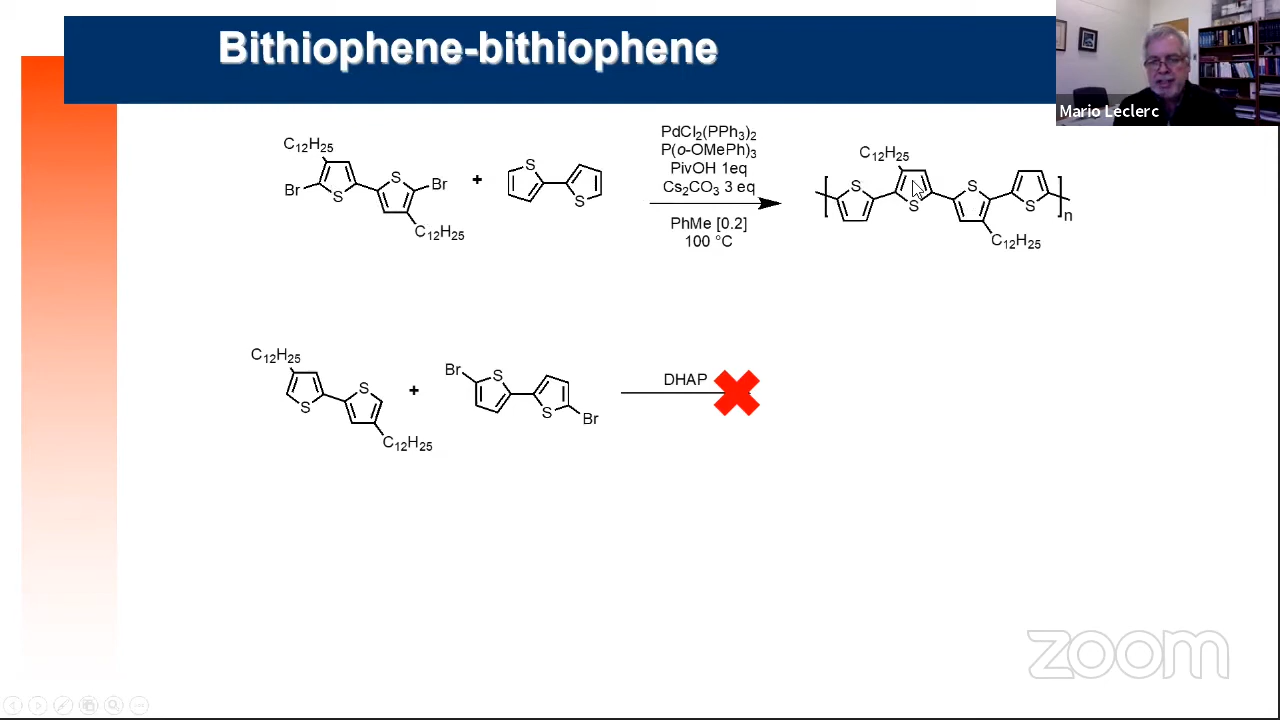 Bithiophene-bithiophene
Mario Leclerc
C12H25
Br
S
S
Br
C12H25
+
S
S
PdCl2(PPh3)2
P(o-OMePh)3
PivOH 1eq
Cs2CO3 3 eq
PhMe [0.2]
100 °C
C12H25
S
S
S
S
n
C12H25
C12H25
S
S
C12H25
+
Br
S
S
Br
DHAP
zoom